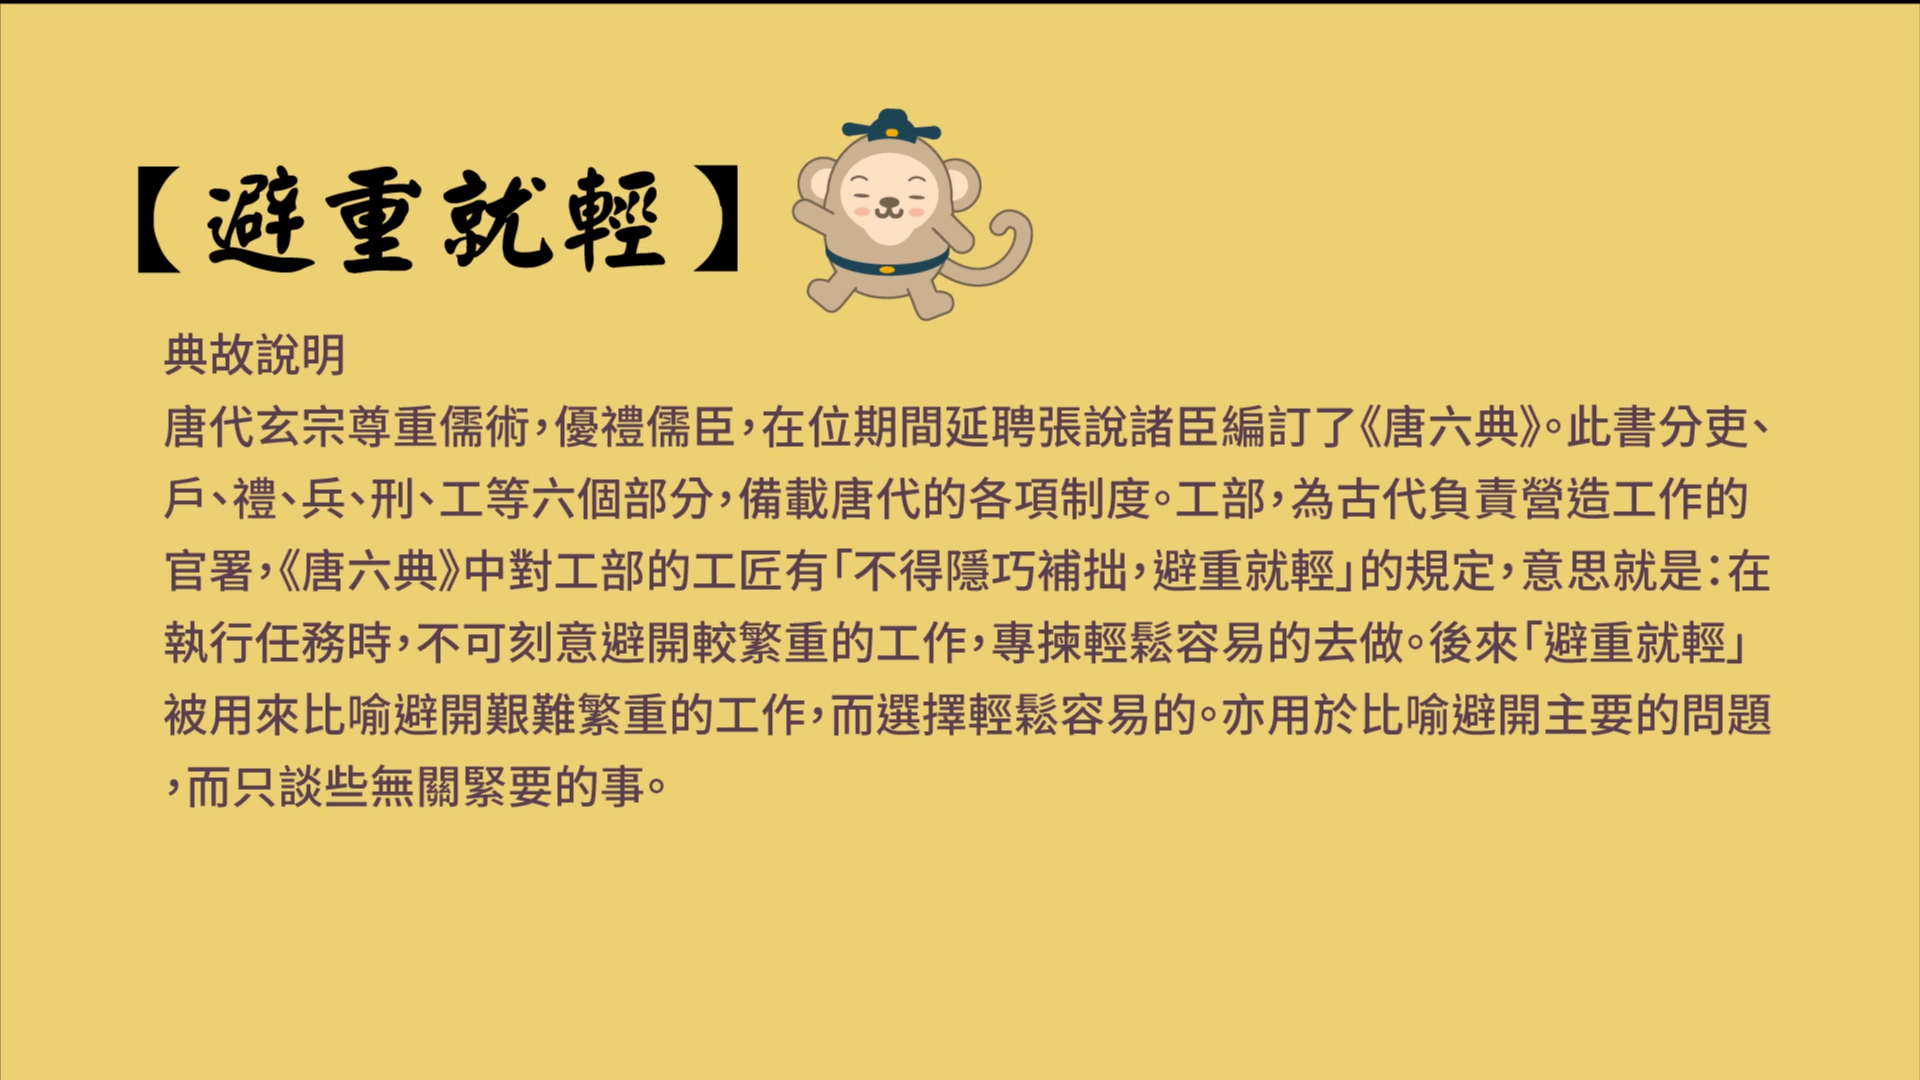 【避重就輕】
典故說明
唐代玄宗尊重儒術，優禮儒臣，在位期間延聘張說諸臣編訂了《唐六典》。此書分吏、
戶、禮、兵、刑、工等六個部分，備載唐代的各項制度。工部，為古代負責營造工作的
官署，《唐六典》中對工部的工匠有「不得隱巧補拙，避重就輕」的規定，意思就是：在
執行任務時，不可刻意避開較繁重的工作，專揀輕鬆容易的去做。後來「避重就輕」
被用來比喻避開艱難繁重的工作，而選擇輕鬆容易的。亦用於比喻避開主要的問題
，而只談些無關緊要的事。